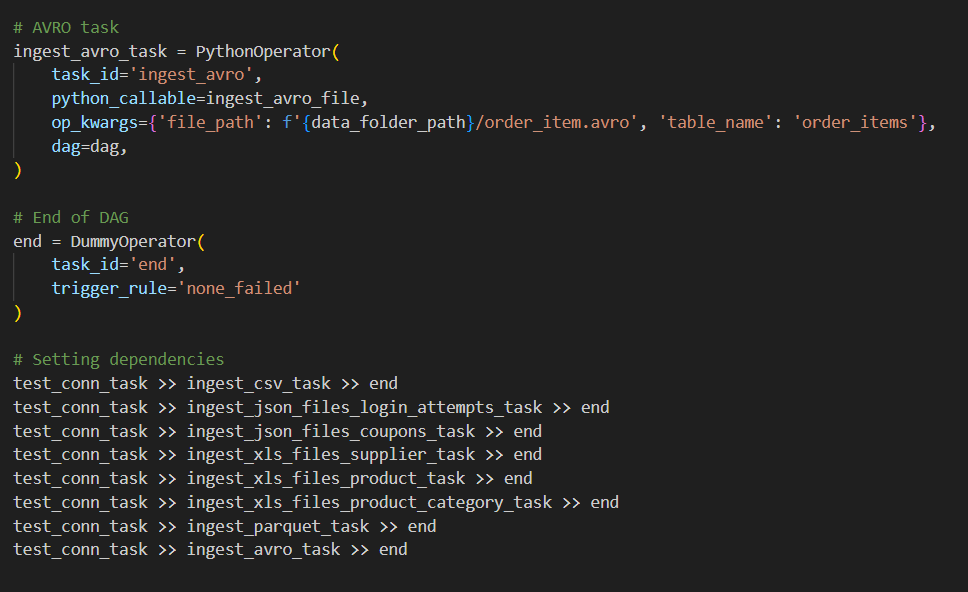 # AVRO task
ingest_avro_task = PythonOperator(
    task_id='ingest_avro',
    python_callable=ingest_avro_file,
    op_kwargs={'file_path': f'{data_folder_path}/order_item.avro', 'table_name': 'order_items'},
    dag=dag,
)

# End of DAG
end = DummyOperator(
    task_id='end',
    trigger_rule='none_failed'
)

# Setting dependencies
test_conn_task >> ingest_csv_task >> end
test_conn_task >> ingest_json_files_login_attempts_task >> end
test_conn_task >> ingest_json_files_coupons_task >> end
test_conn_task >> ingest_xls_files_supplier_task >> end
test_conn_task >> ingest_xls_files_product_task >> end
test_conn_task >> ingest_xls_files_product_category_task >> end
test_conn_task >> ingest_parquet_task >> end
test_conn_task >> ingest_avro_task >> end